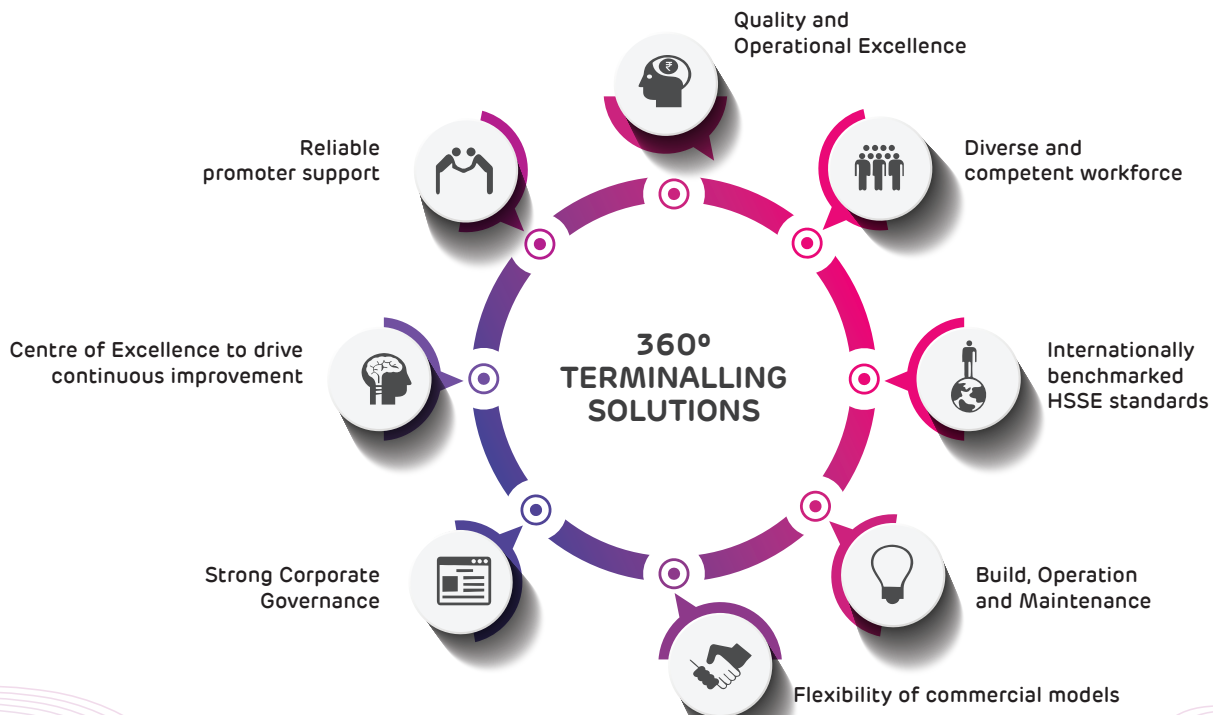 Quality and
Operational Excellence
Reliable
promoter support
Diverse and
competent workforce
Centre of Excellence to drive
continuous improvement
360º
TERMINALLING
SOLUTIONS
Internationally
benchmarked
HSSE standards
Strong Corporate
Governance
Build, Operation
and Maintenance
Flexibility of commercial models
₹